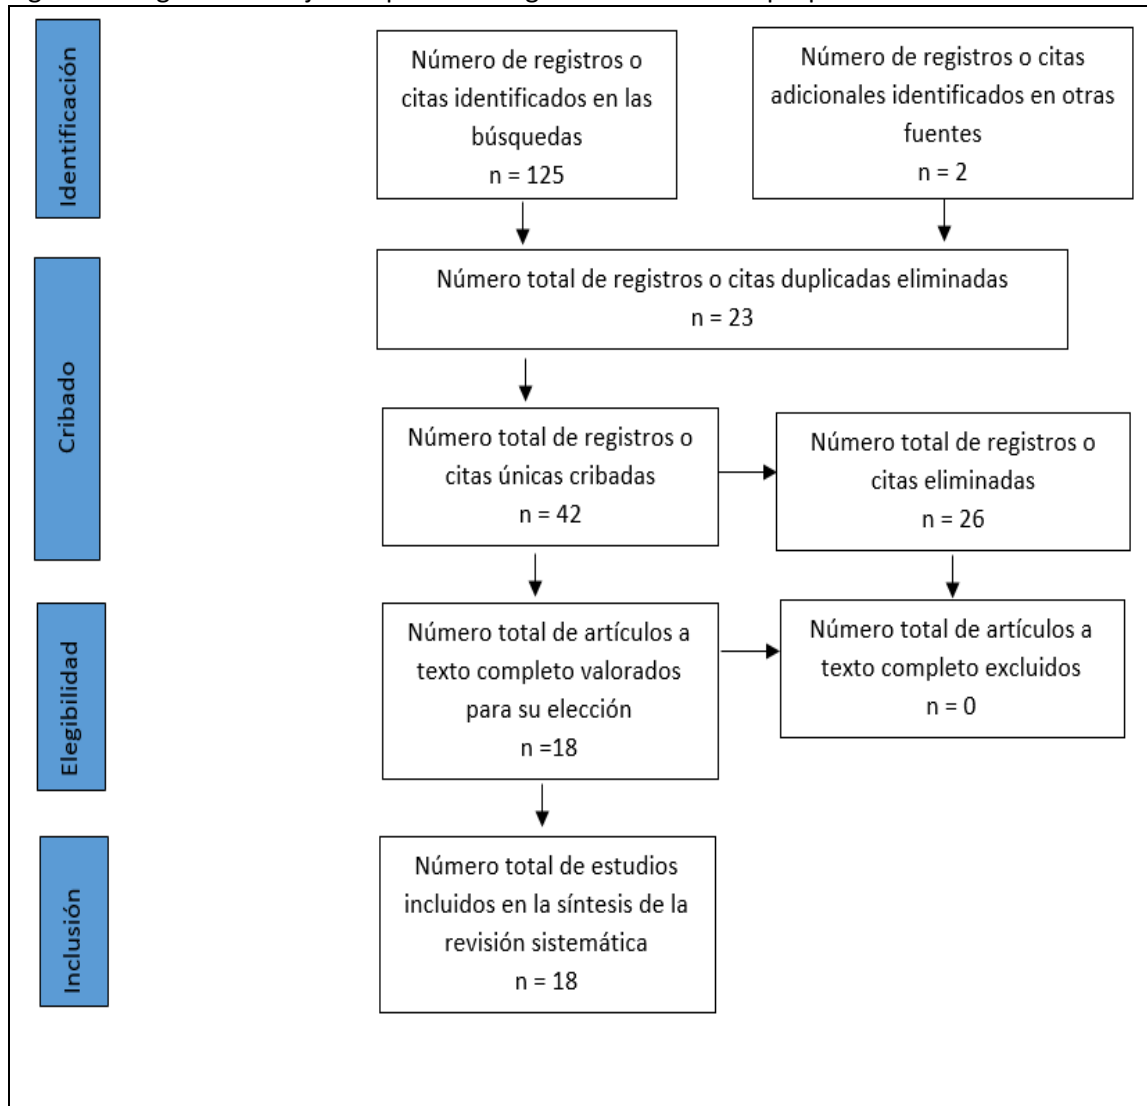 Identificación
Número de registros o
citas identificados en las
búsquedas
n = 125
Número de registros o citas
adicionales identificados en otras
fuentes
n = 2
Cribado
Número total de registros o citas duplicadas eliminadas
n = 23
Número total de registros o
citas únicas cribadas
n = 42
Número total de registros o
citas eliminadas
n = 26
Elegibilidad
Número total de artículos a
texto completo valorados
para su elección
n =18
Número total de artículos a
texto completo excluidos
n = 0
Inclusión
Número total de estudios
incluidos en la síntesis de la
revisión sistemática
n = 18